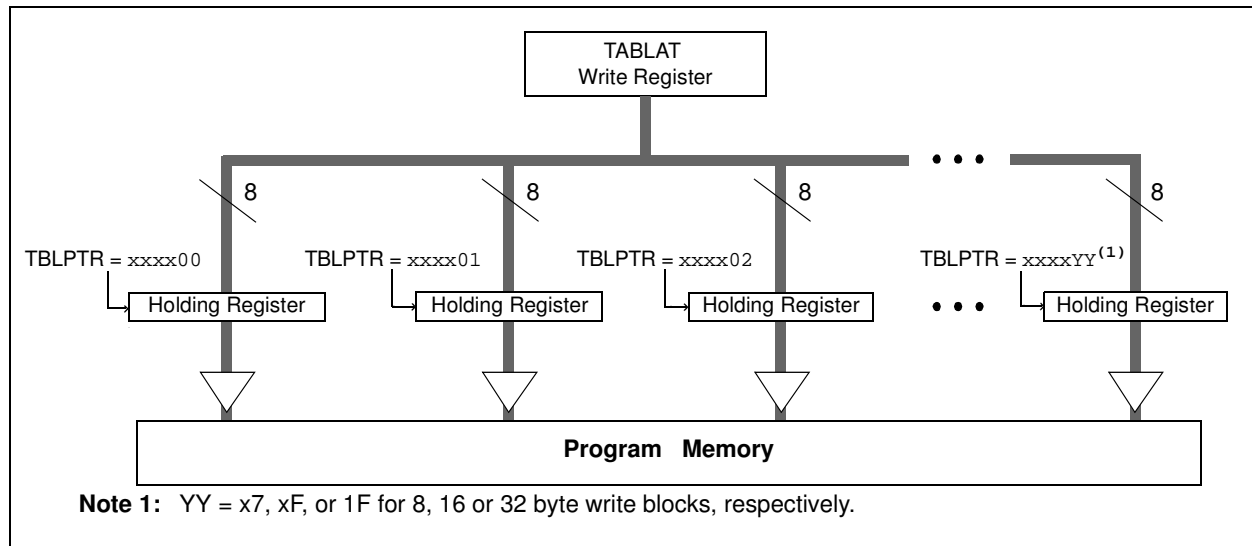 TABLAT
Write Register
8 8 8 8
TBLPTR = xxxx00 TBLPTR = xxxx01 TBLPTR = xxxx02 TBLPTR = xxxxYY(1)
Holding Register Holding Register Holding Register Holding Register
Program Memory
Note 1: YY = x7, xF, or 1F for 8, 16 or 32 byte write blocks, respectively.